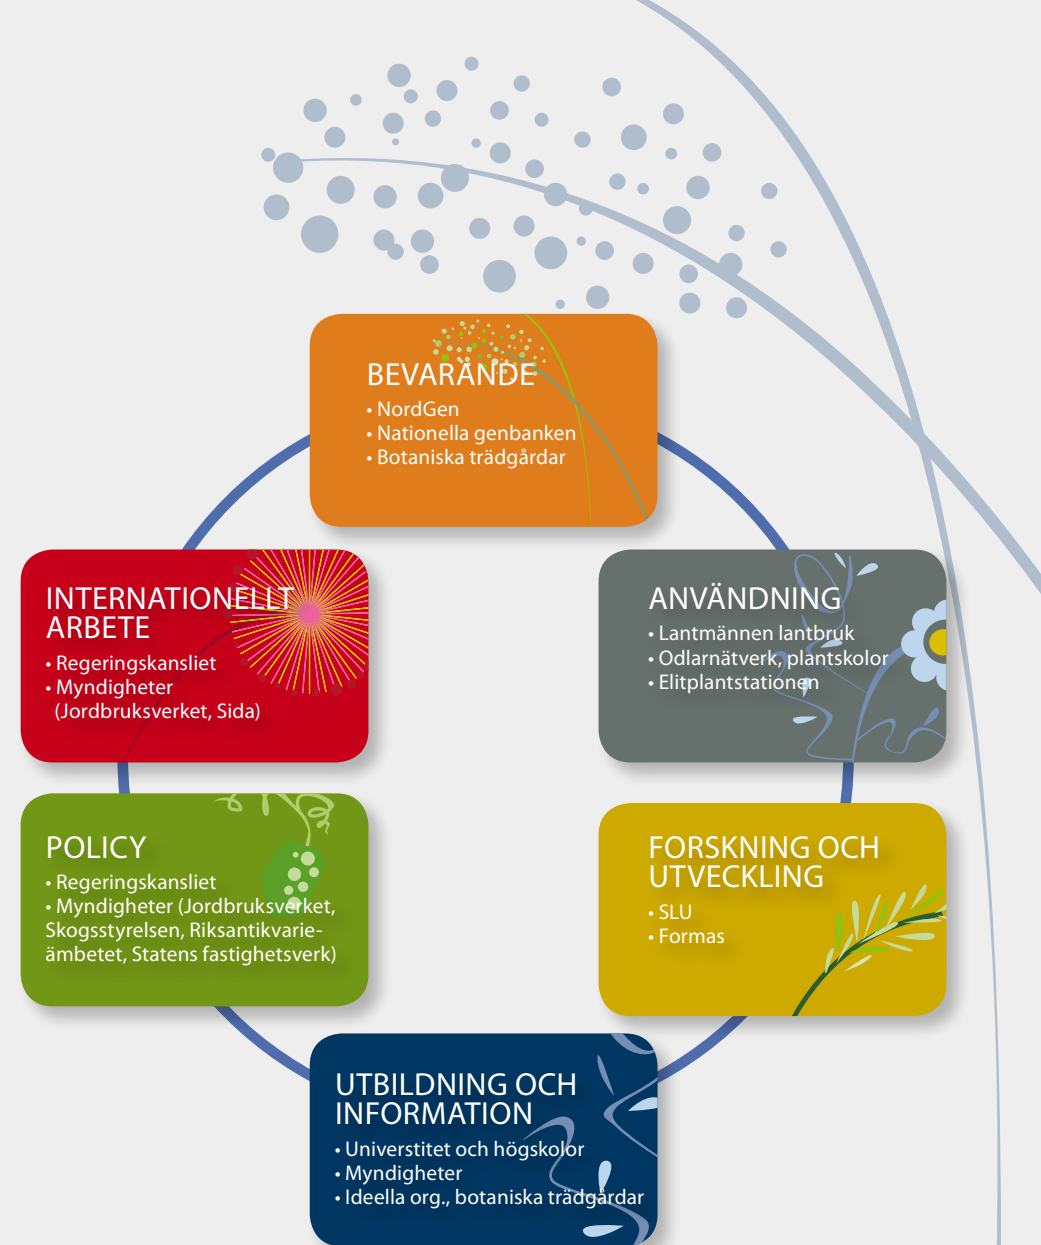 BEVARANDE
• NordGen
• Nationella genbanken
• Botaniska trädgårdar
INTERNATIONELLT
ARBETE
• Regeringskansliet
• Myndigheter
(Jordbruksverket, Sida)
ANVÄNDNING
• Lantmännen lantbruk
• Odlarnätverk, plantskolor
• Elitplantstationen
POLICY
• Regeringskansliet
• Myndigheter (Jordbruksverket,
Skogsstyrelsen, Riksantikvarie-
ämbetet, Statens fastighetsverk)
FORSKNING OCH
UTVECKLING
• SLU
• Formas
UTBILDNING OCH
INFORMATION
• Universtitet och högskolor
• Myndigheter
• Ideella org., botaniska trädgårdar